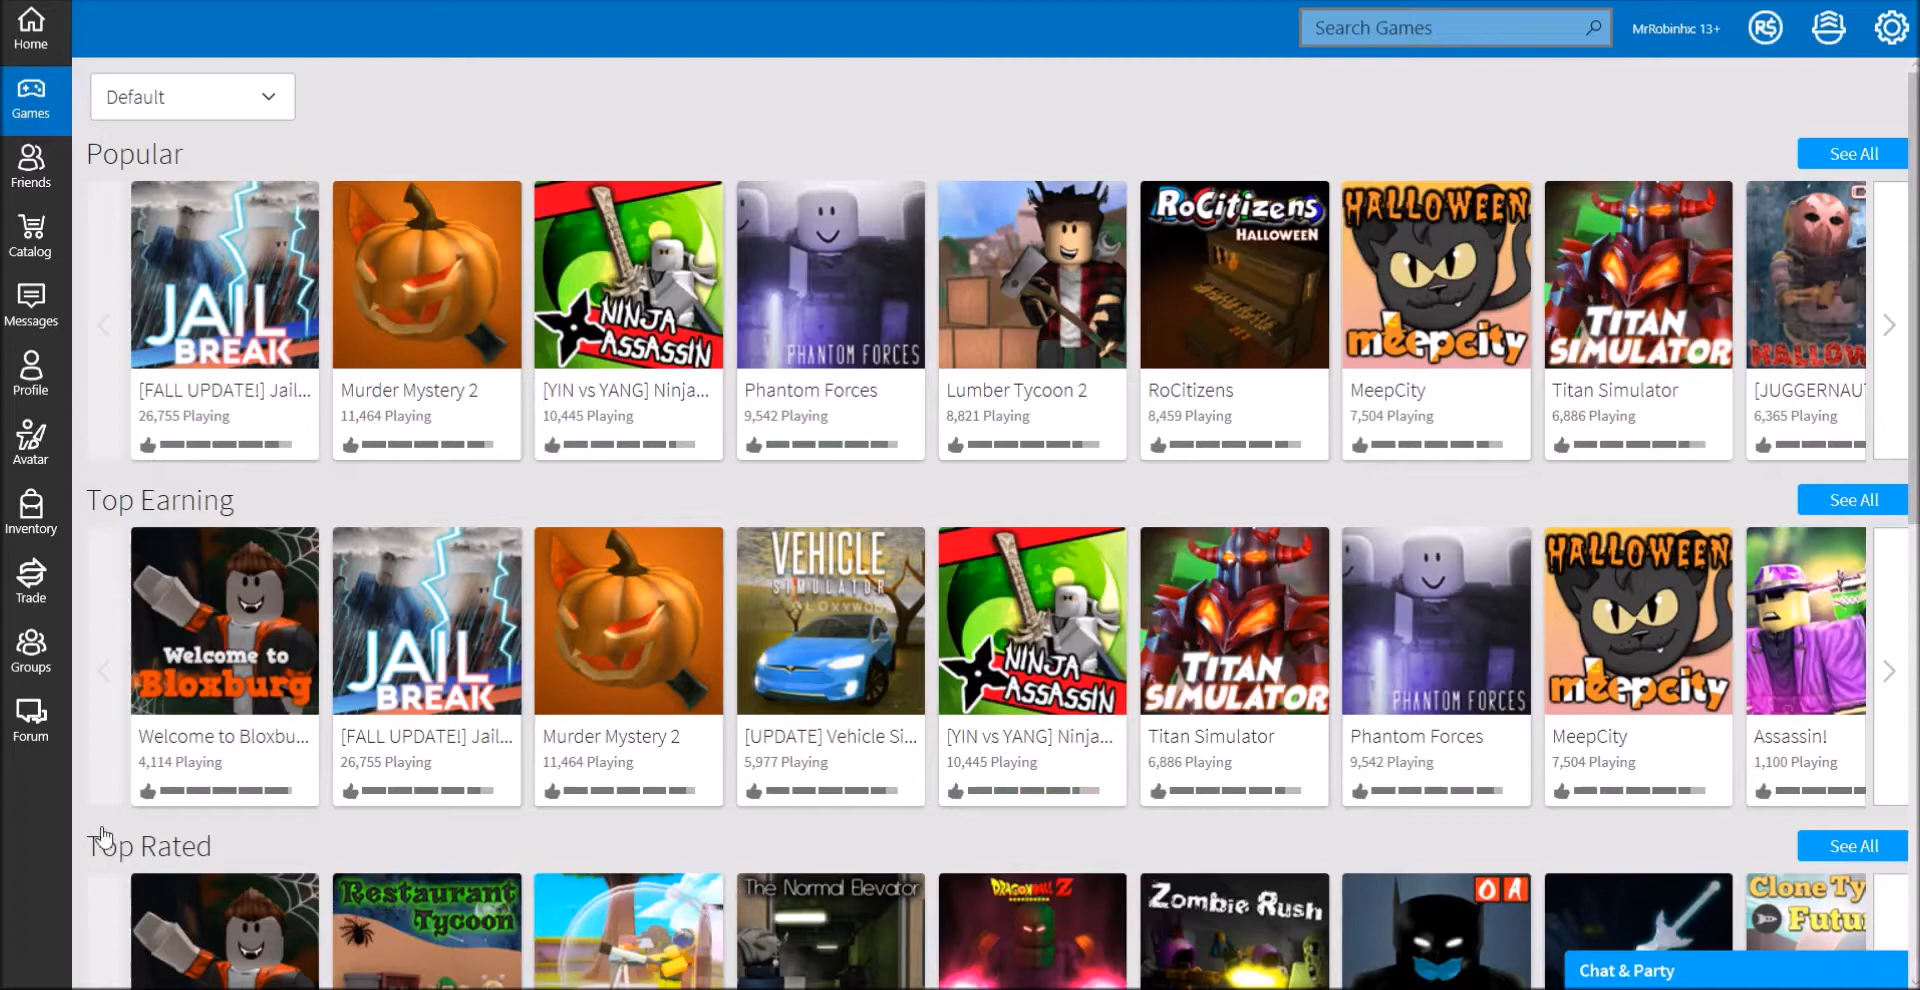 Home
Games
Friends
Catalog
Messages
Profile
Avatar
Inventory
Trade
Groups
Forum
Search Games
MrRobinhx: 13+
R$
Default
Popular
See All
JAIL BREAK
NINJA ASSASSIN
PHANTOM FORCES
RoCitizens
HALLOWEEN
HALLOWEEN
meepcity
TITAN SIMULATOR
HALLOW
[FALL UPDATE!] Jail...
26,755 Playing
Murder Mystery 2
11,464 Playing
[YIN vs YANG] Ninja...
10,445 Playing
Phantom Forces
9,542 Playing
Lumber Tycoon 2
8,821 Playing
RoCitizens
8,459 Playing
MeepCity
7,504 Playing
Titan Simulator
6,886 Playing
[JUGGERNAU
6,365 Playing
Top Earning
See All
Welcome to
Bloxburg
JAIL BREAK
VEHICLE
SIMULATOR
NINJA ASSASSIN
TITAN SIMULATOR
PHANTOM FORCES
HALLOWEEN
meepcity
Welcome to Bloxbu...
4,114 Playing
[FALL UPDATE!] Jail...
26,755 Playing
Murder Mystery 2
11,464 Playing
[UPDATE] Vehicle Si...
5,977 Playing
[YIN vs YANG] Ninja...
10,445 Playing
Titan Simulator
6,886 Playing
Phantom Forces
9,542 Playing
MeepCity
7,504 Playing
Assassin!
1,100 Playing
Top Rated
See All
Restaurant
Tycoon
The Normal Elevator
DRAGON BALL Z
Zombie Rush
O A
Clone Ty
Futu
Chat & Party